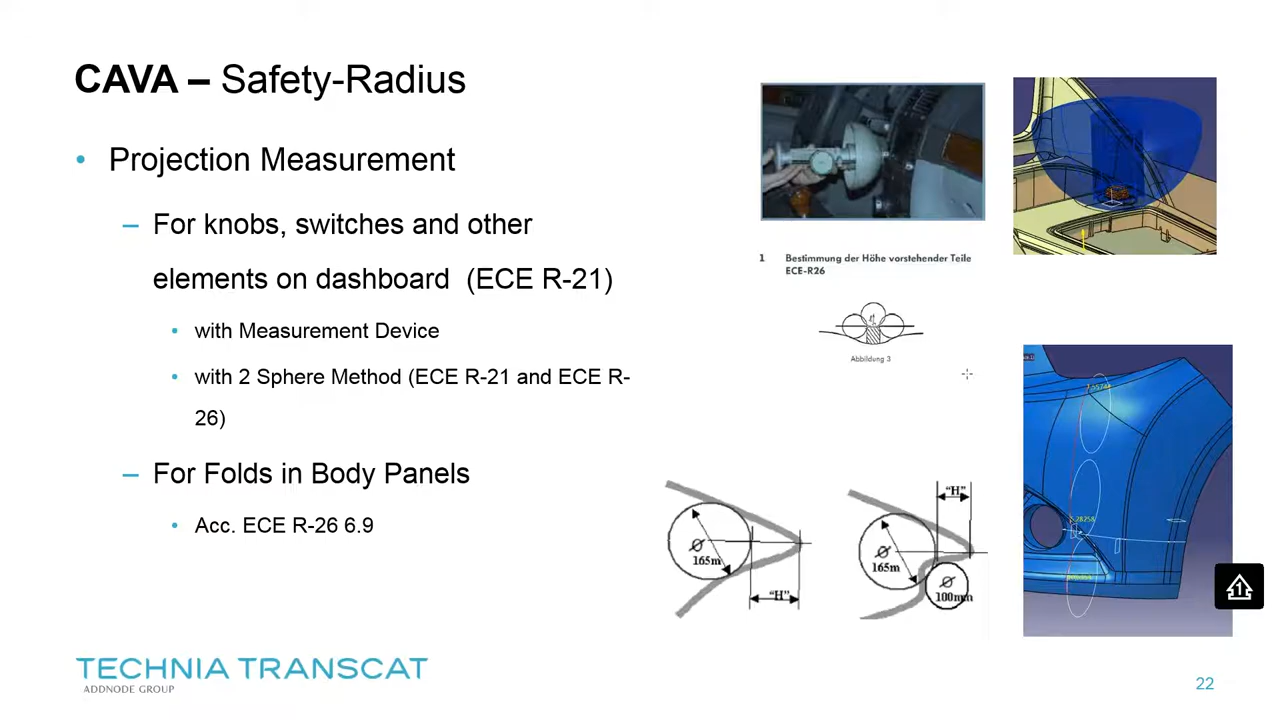 CAVA – Safety-Radius
• Projection Measurement
– For knobs, switches and other
elements on dashboard (ECE R-21)
• with Measurement Device
• with 2 Sphere Method (ECE R-21 and ECE R-
26)
– For Folds in Body Panels
• Acc. ECE R-26 6.9
1 Bestimmung der Höhe vorstehender Teile
ECE-R26
Abbildung 3
165m
"H"
"H"
165m
100mm
TECHNIA TRANSCAT
ADDNODE GROUP
22
1